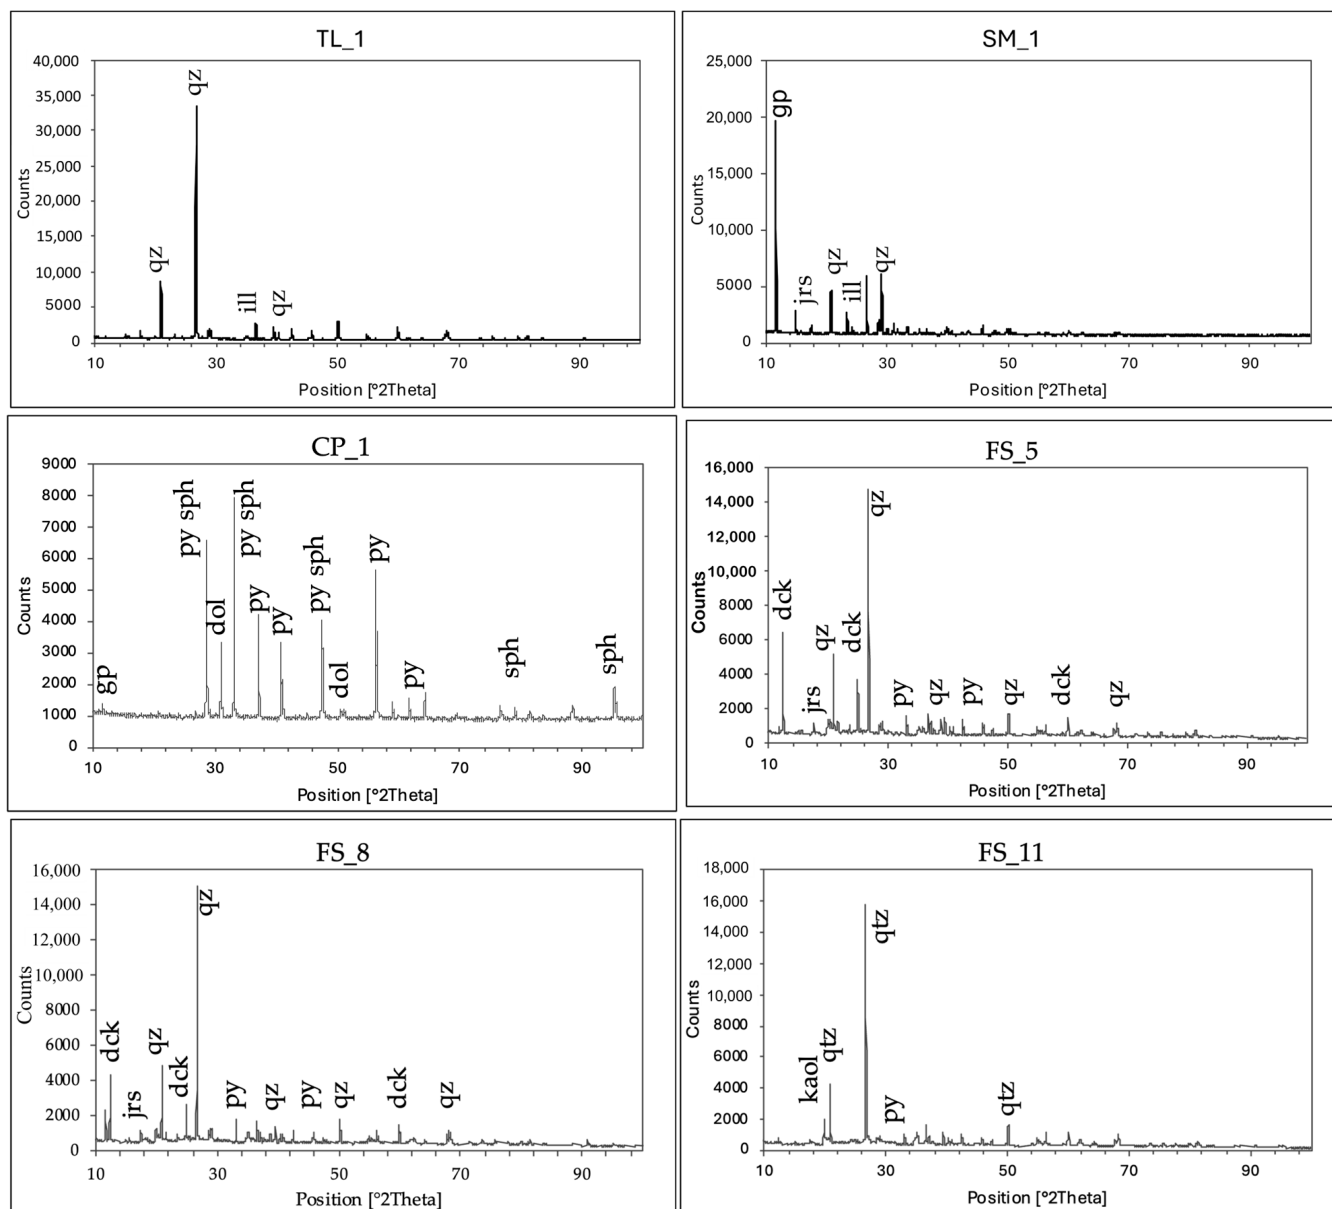 TL_1
40,000
35,000
30,000
25,000
20,000
15,000
10,000
5000
0
Counts
qz
qz
ill
qz
10 30 50 70 90
Position [°2Theta]
SM_1
25,000
20,000
15,000
10,000
5000
0
Counts
gp
jrs
qz
ill
qz
10 30 50 70 90
Position [°2Theta]
CP_1
9000
8000
7000
6000
5000
4000
3000
2000
1000
0
Counts
gp
py sph
dol
py sph
py
py
py sph
dol
py
py
sph
sph
10 30 50 70 90
Position [°2Theta]
FS_5
16,000
14,000
12,000
10,000
8000
6000
4000
2000
0
Counts
dck
jrs
qz
dck
qz
py
qz
py
qz
dck
qz
10 30 50 70 90
Position [°2Theta]
FS_8
16,000
14,000
12,000
10,000
8000
6000
4000
2000
0
Counts
dck
jrs
qz
dck
qz
py
qz
py
qz
dck
qz
10 30 50 70 90
Position [°2Theta]
FS_11
18,000
16,000
14,000
12,000
10,000
8000
6000
4000
2000
0
Counts
kaol
qtz
qtz
py
qtz
10 30 50 70 90
Position [°2Theta]